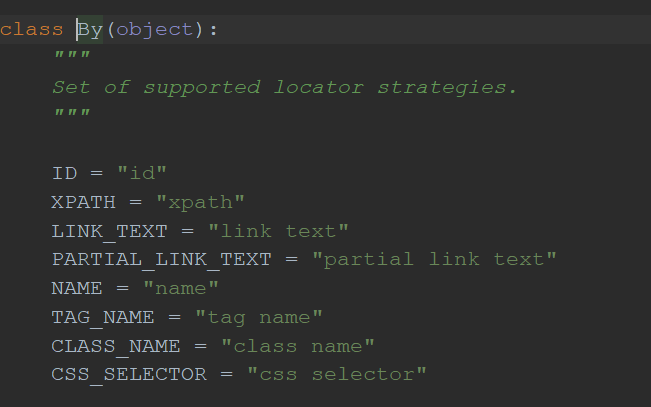 class By(object):
"""
Set of supported locator strategies.
"""
ID = "id"
XPATH = "xpath"
LINK_TEXT = "link text"
PARTIAL_LINK_TEXT = "partial link text"
NAME = "name"
TAG_NAME = "tag name"
CLASS_NAME = "class name"
CSS_SELECTOR = "css selector"